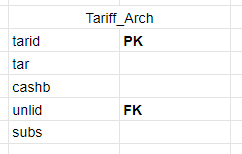 Tariff_Arch
tarid PK
tar
cashb
unlid FK
subs